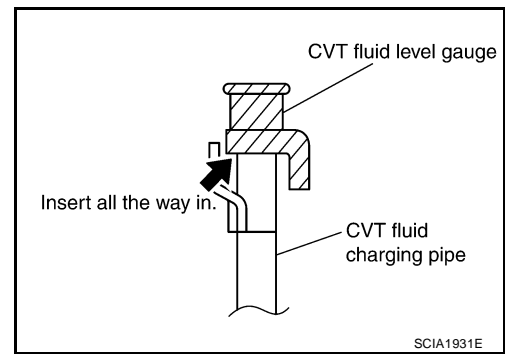 CVT fluid level gauge
Insert all the way in.
CVT fluid
charging pipe
SCIA1931E